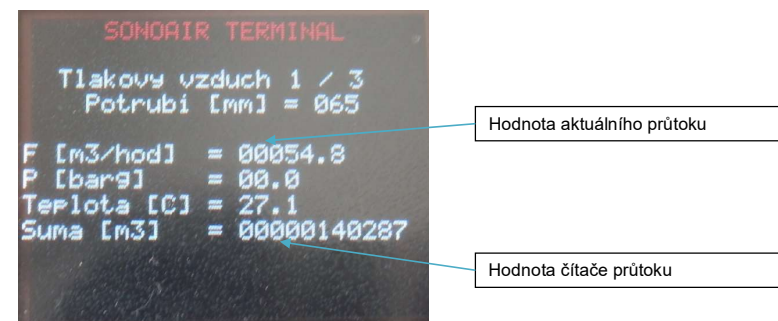 SONOAIR TERMINAL
Tlakovy vzduch 1 / 3
Potrubi [mm] = 065
F [m3/hod] = 00054.8
P [barg] = 00.0
Teplota [C] = 27.1
Suma [m3] = 00000140287
Hodnota aktuálního průtoku
Hodnota čítače průtoku